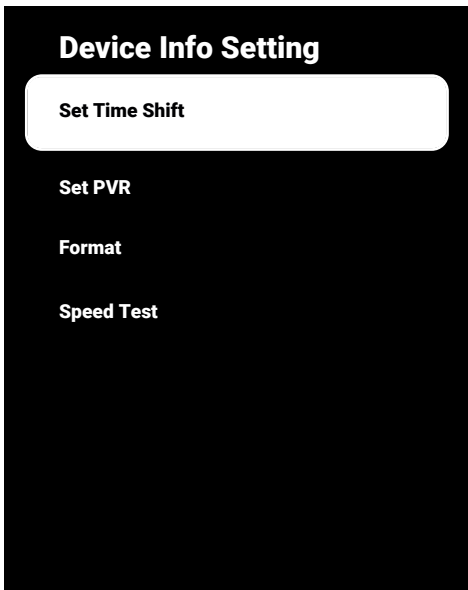 Device Info Setting
Set Time Shift
Set PVR
Format
Speed Test